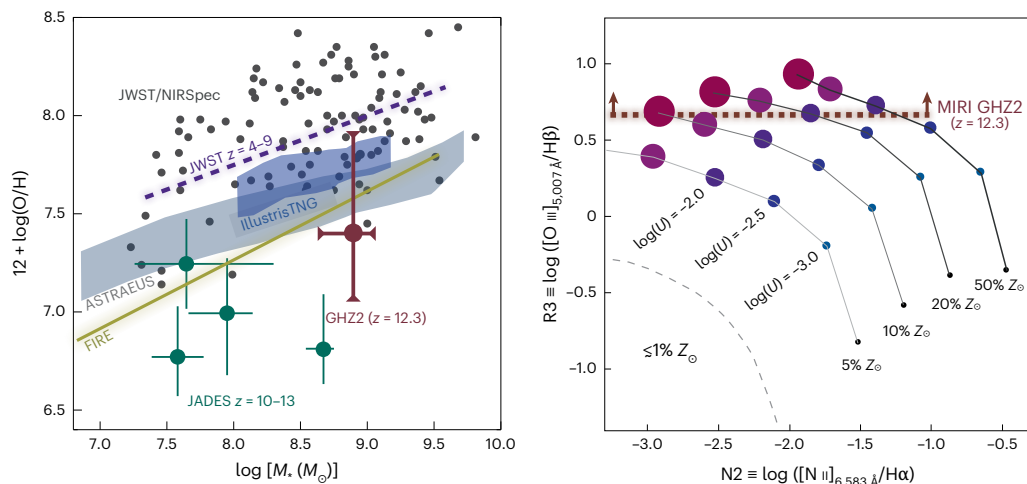 8.5
8.0
7.5
7.0
6.5
12 + log(O/H)
JWST/NIRSpec
JWST z = 4–9
IllustrisTNG
ASTRAEUS
FIRE
GHZ2 (z = 12.3)
JADES z = 10–13
7.0 7.5 8.0 8.5 9.0 9.5 10.0
log [M* (M☉)]
1.0
0.5
0
−0.5
−1.0
R3 ≡ log ([O III]5,007 Å/Hβ)
MIRI GHZ2
(z = 12.3)
log(U) = −2.0
log(U) = −2.5
log(U) = −3.0
50% Z☉
20% Z☉
10% Z☉
5% Z☉
≲1% Z☉
−3.0 −2.5 −2.0 −1.5 −1.0 −0.5 0
N2 ≡ log ([N II]6,583 Å/Hα)